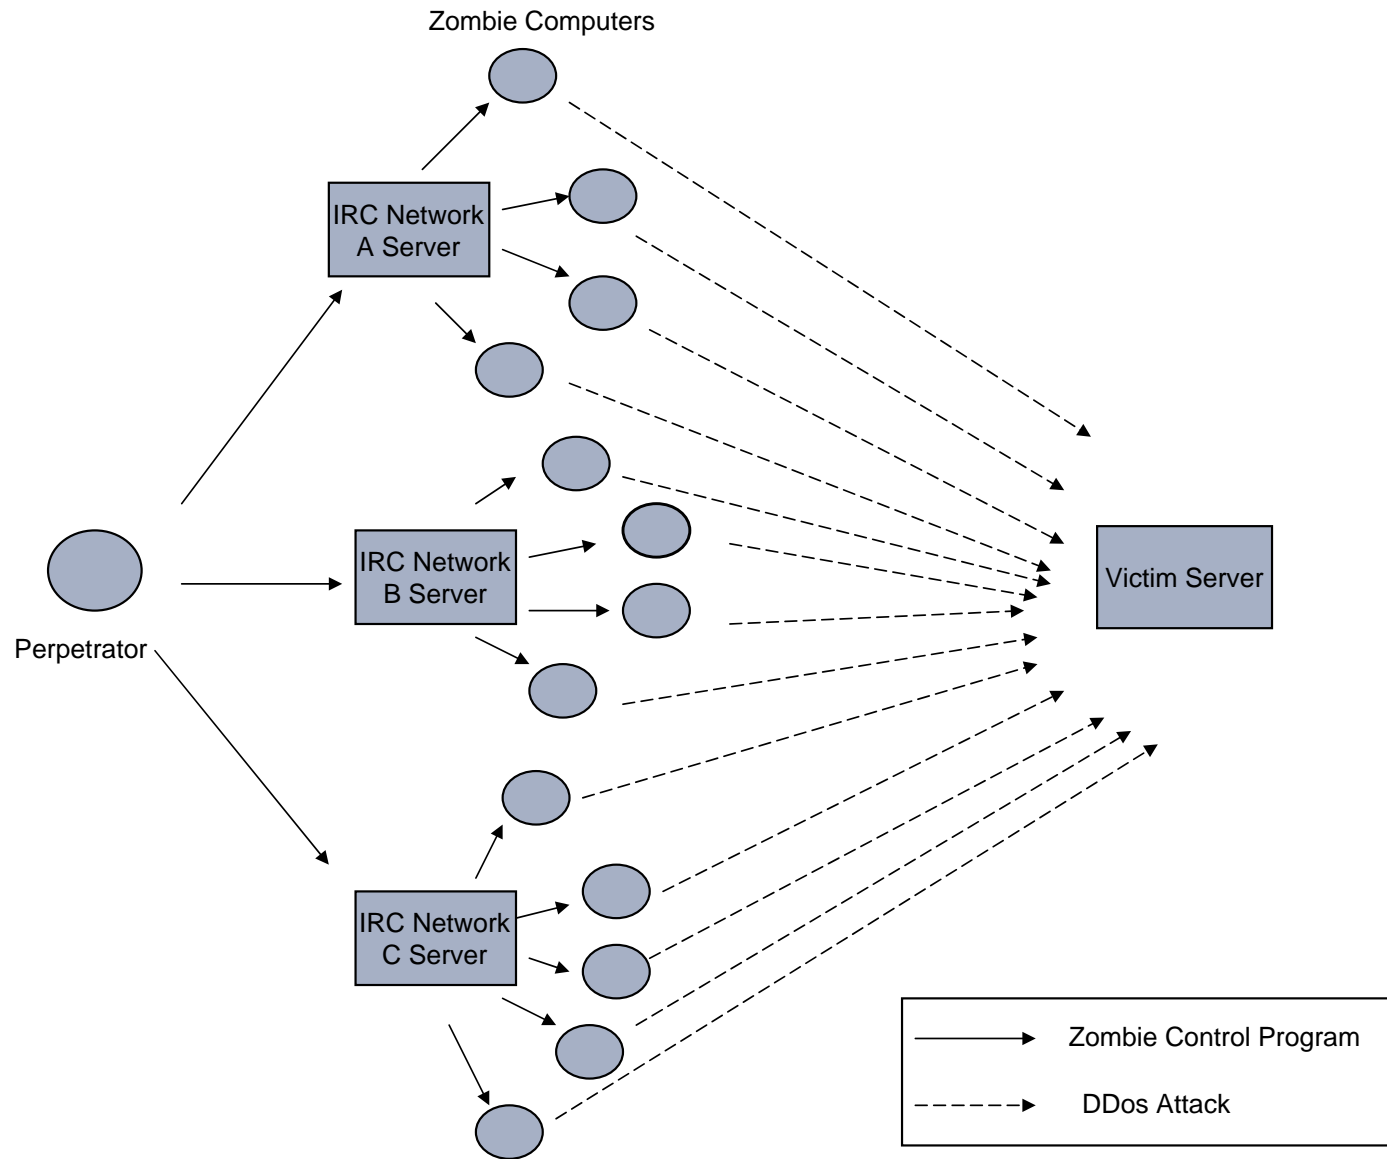 Zombie Computers
IRC Network
A Server
IRC Network
B Server
Victim Server
Perpetrator
IRC Network
C Server
Zombie Control Program
DDos Attack